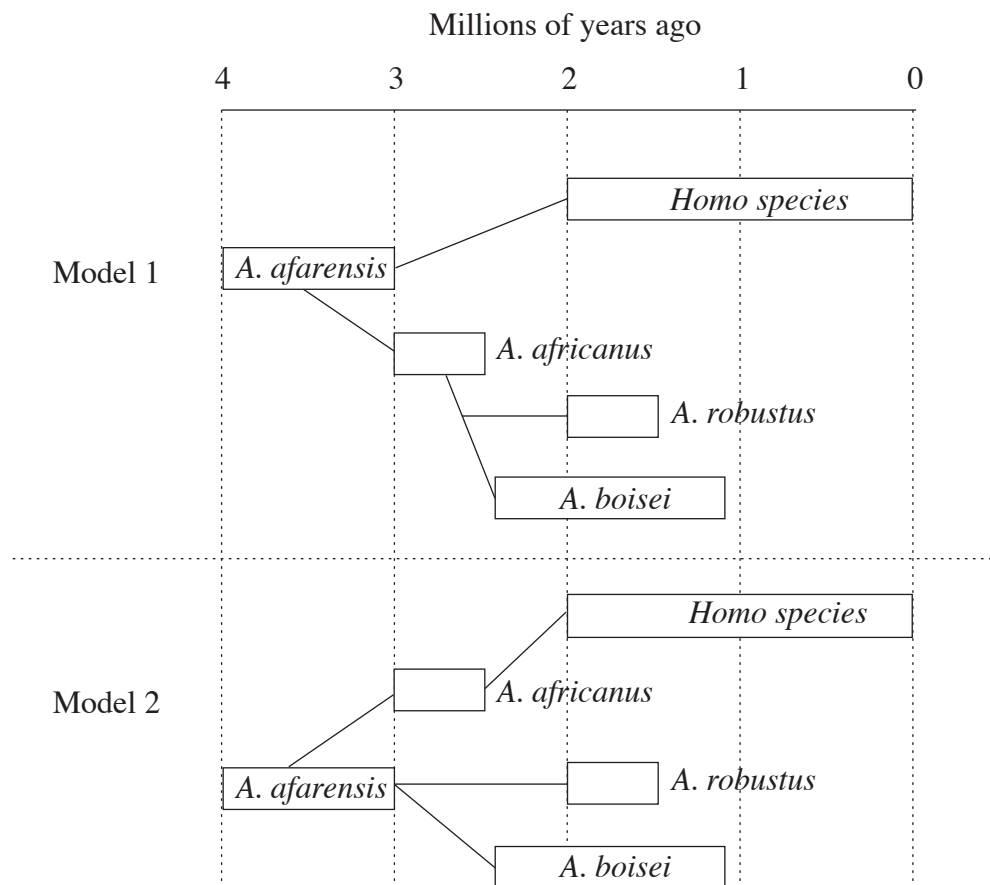 Millions of years ago
4 3 2 1 0
Homo species
Model 1
A. afarensis
A. africanus
A. robustus
A. boisei
Homo species
Model 2
A. africanus
A. afarensis
A. robustus
A. boisei